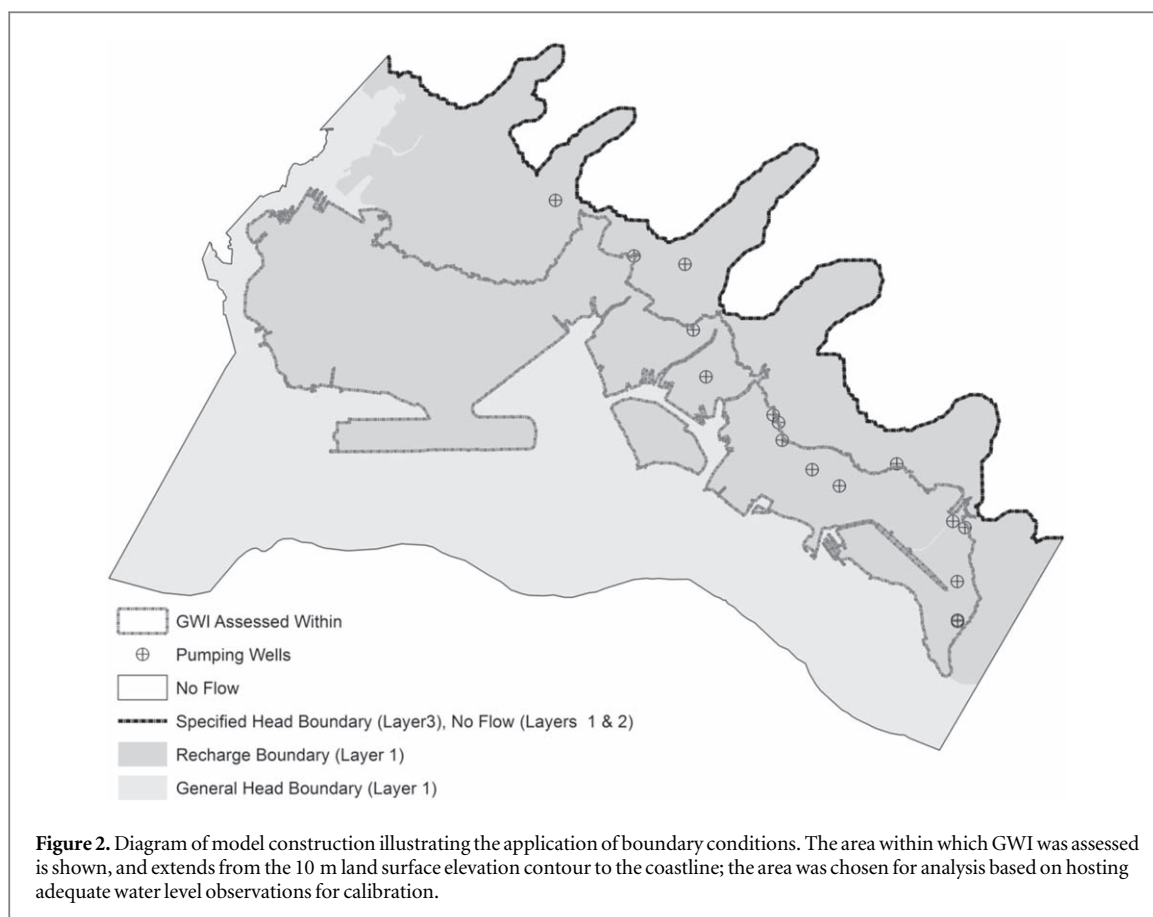 GWI Assessed Within
Pumping Wells
No Flow
Specified Head Boundary (Layer3), No Flow (Layers 1 & 2)
Recharge Boundary (Layer 1)
General Head Boundary (Layer 1)
Figure 2. Diagram of model construction illustrating the application of boundary conditions. The area within which GWI was assessed
is shown, and extends from the 10 m land surface elevation contour to the coastline; the area was chosen for analysis based on hosting
adequate water level observations for calibration.